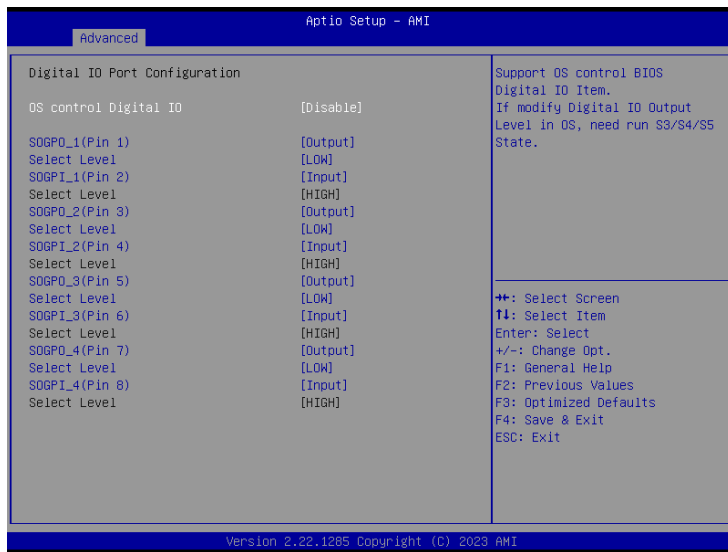 Aptio Setup – AMI
Advanced
Digital IO Port Configuration
OS control Digital IO [Disable]
SOGPO_1(Pin 1) [Output]
Select Level [LOW]
SOGPI_1(Pin 2) [Input]
Select Level [HIGH]
SOGPO_2(Pin 3) [Output]
Select Level [LOW]
SOGPI_2(Pin 4) [Input]
Select Level [HIGH]
SOGPO_3(Pin 5) [Output]
Select Level [LOW]
SOGPI_3(Pin 6) [Input]
Select Level [HIGH]
SOGPO_4(Pin 7) [Output]
Select Level [LOW]
SOGPI_4(Pin 8) [Input]
Select Level [HIGH]
Support OS control BIOS
Digital IO Item.
If modify Digital IO Output
Level in OS, need run S3/S4/S5
State.
→←: Select Screen
↑↓: Select Item
Enter: Select
+/-: Change Opt.
F1: General Help
F2: Previous Values
F3: Optimized Defaults
F4: Save & Exit
ESC: Exit
Version 2.22.1285 Copyright (C) 2023 AMI